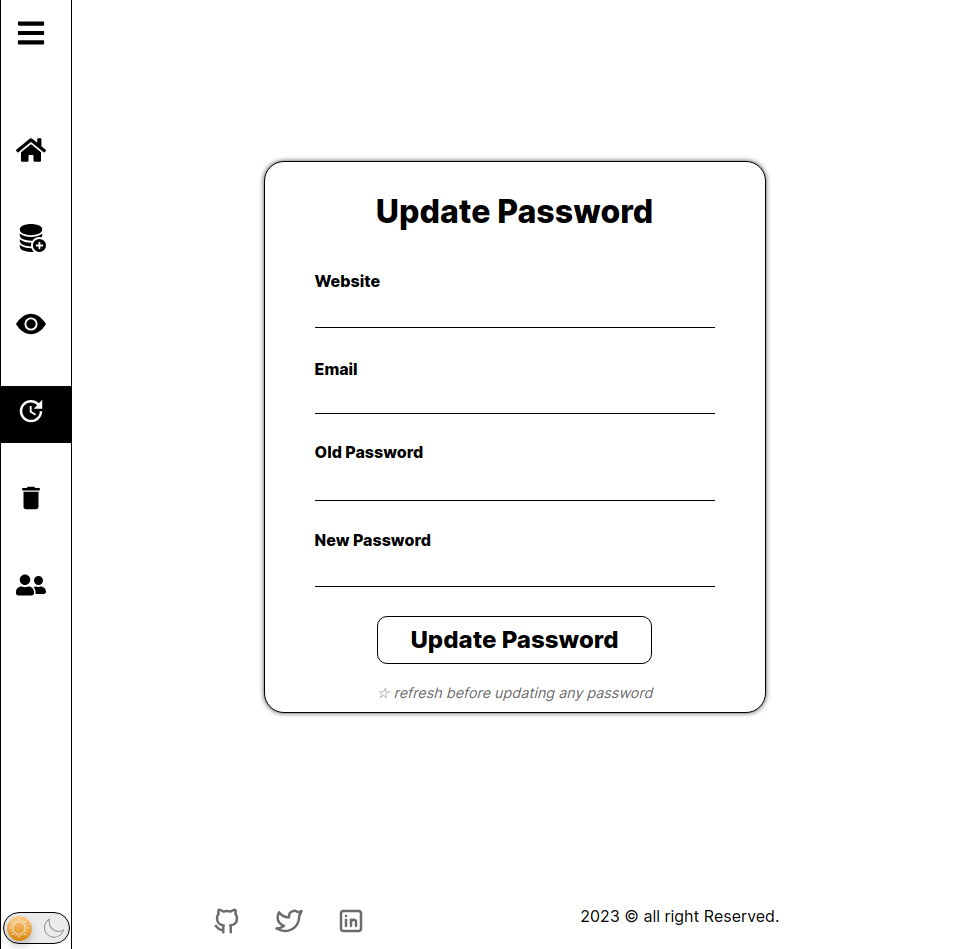 Update Password
Website
Email
Old Password
New Password
Update Password
☆ refresh before updating any password
2023 © all right Reserved.